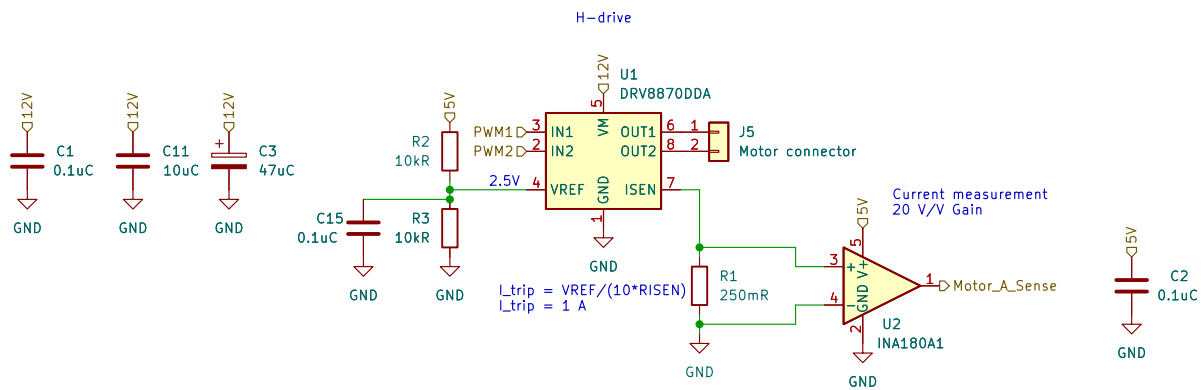 H-drive
12V
C1
0.1uC
GND
12V
C11
10uC
GND
12V
+
C3
47uC
GND
5V
R2
10kR
2.5V
R3
10kR
GND
C15
0.1uC
GND
12V
U1
DRV8870DDA
PWM1
PWM2
3
2
4
5
1
6
8
7
IN1
IN2
VREF
VM
GND
OUT1
OUT2
ISEN
GND
1
2
J5
Motor connector
I_trip = VREF/(10*RISEN)
I_trip = 1 A
R1
250mR
GND
Current measurement
20 V/V Gain
5V
5
3
4
+
-
V+
GND
2
1
Motor_A_Sense
U2
INA180A1
GND
5V
C2
0.1uC
GND